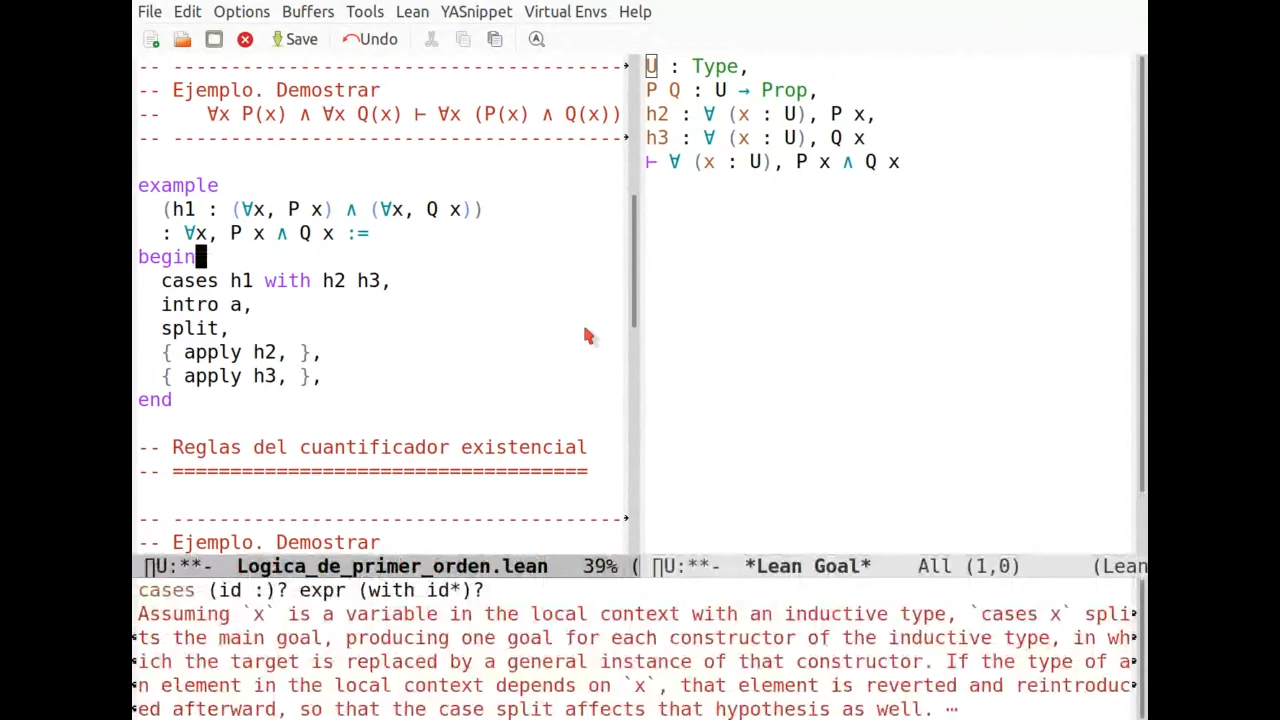 File Edit Options Buffers Tools Lean YASnippet Virtual Envs Help
Save Undo
-- ---------------------------------------
-- Ejemplo. Demostrar
--    ∀x P(x) ∧ ∀x Q(x) ⊢ ∀x (P(x) ∧ Q(x))
-- ---------------------------------------
example
  (h1 : (∀x, P x) ∧ (∀x, Q x))
  : ∀x, P x ∧ Q x :=
begin
  cases h1 with h2 h3,
  intro a,
  split,
  { apply h2, },
  { apply h3, },
end
-- Reglas del cuantificador existencial
-- ====================================
-- ---------------------------------------
-- Ejemplo. Demostrar
∏U:**-  Logica_de_primer_orden.lean   39% (
U : Type,
P Q : U → Prop,
h2 : ∀ (x : U), P x,
h3 : ∀ (x : U), Q x
⊢ ∀ (x : U), P x ∧ Q x
∏U:**-  *Lean Goal*    All (1,0)     (Lean
cases (id :)? expr (with id*)?
Assuming `x` is a variable in the local context with an inductive type, `cases x` spli
ts the main goal, producing one goal for each constructor of the inductive type, in wh
ich the target is replaced by a general instance of that constructor. If the type of a
n element in the local context depends on `x`, that element is reverted and reintroduc
ed afterward, so that the case split affects that hypothesis as well. ⋯